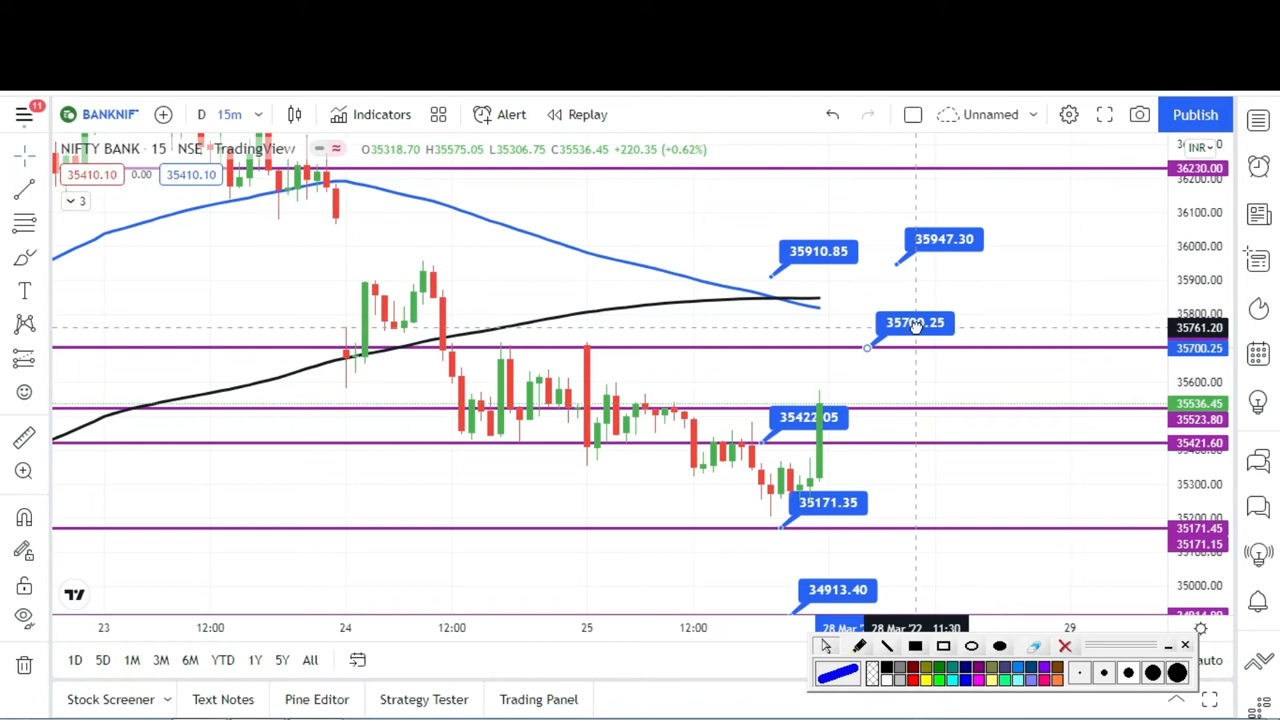 11
BANKNIF
D
15m
Indicators
Alert
Replay
Unnamed
Publish
NIFTY BANK · 15 NSE TradingView
O35318.70 H35575.05 L35306.75 C35536.45 +220.35 (+0.62%)
INR
35410.10
0.00
35410.10
3
36230.00
36200.00
36100.00
36000.00
35900.00
35800.00
35761.20
35700.25
35600.00
35536.45
35523.80
35421.60
35300.00
35171.45
35171.15
35000.00
35947.30
35910.85
35422.05
35171.35
34913.40
23
12:00
24
12:00
25
12:00
28 Mar '22 11:30
29
1D
5D
1M
3M
6M
YTD
1Y
5Y
All
auto
Stock Screener
Text Notes
Pine Editor
Strategy Tester
Trading Panel